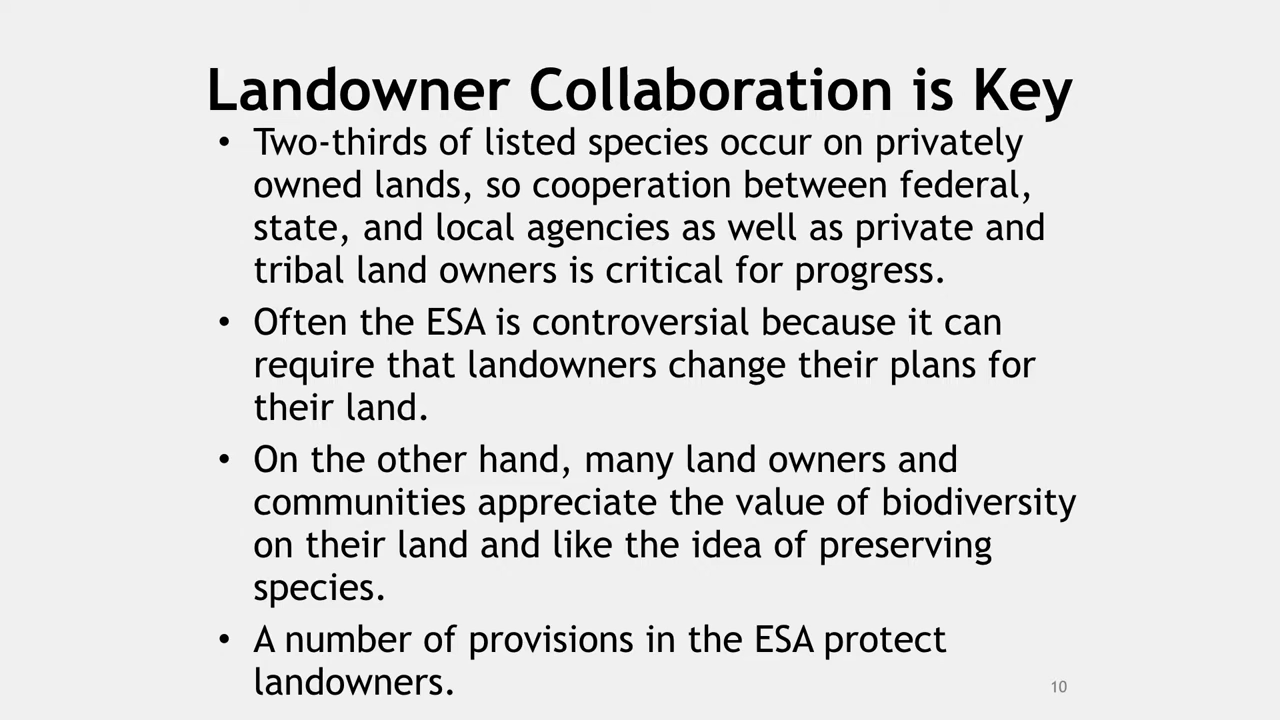 Landowner Collaboration is Key
• Two-thirds of listed species occur on privately
owned lands, so cooperation between federal,
state, and local agencies as well as private and
tribal land owners is critical for progress.
• Often the ESA is controversial because it can
require that landowners change their plans for
their land.
• On the other hand, many land owners and
communities appreciate the value of biodiversity
on their land and like the idea of preserving
species.
• A number of provisions in the ESA protect
landowners.
10